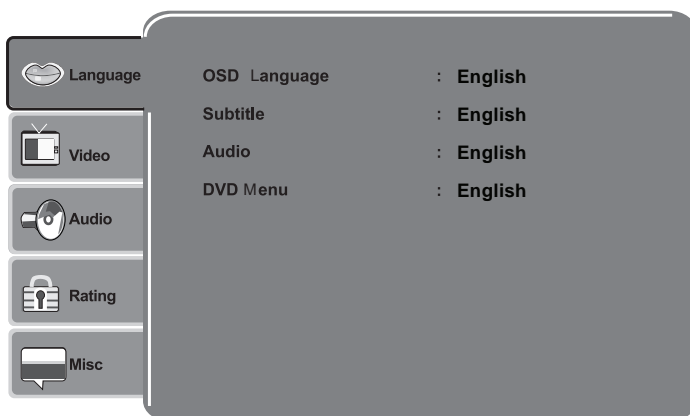 Language
Video
Audio
Rating
Misc
OSD Language : English
Subtitle : English
Audio : English
DVD Menu : English